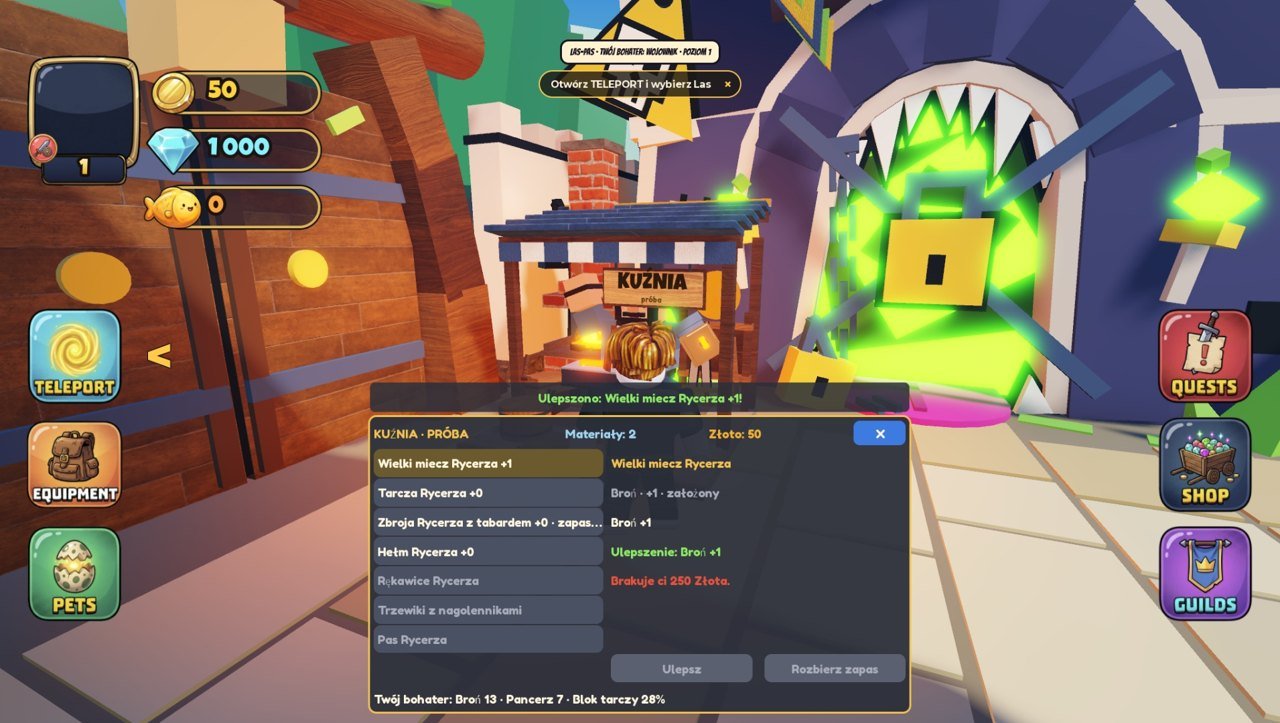 LAS-PAS · TWÓJ BOHATER: WOJOWNIK · POZIOM 1
Otwórz TELEPORT i wybierz Las ×
50
1 000
1
0
KUŹNIA
próba
TELEPORT
<
EQUIPMENT
PETS
QUESTS
SHOP
GUILDS
Ulepszono: Wielki miecz Rycerza +1!
KUŹNIA · PRÓBA Materiały: 2 Złoto: 50 ✕
Wielki miecz Rycerza +1
Tarcza Rycerza +0
Zbroja Rycerza z tabardem +0 · zapas...
Hełm Rycerza +0
Rękawice Rycerza
Trzewiki z nagolennikami
Pas Rycerza
Wielki miecz Rycerza
Broń · +1 · założony
Broń +1
Ulepszenie: Broń +1
Brakuje ci 250 Złota.
Ulepsz
Rozbierz zapas
Twój bohater: Broń 13 · Pancerz 7 · Blok tarczy 28%